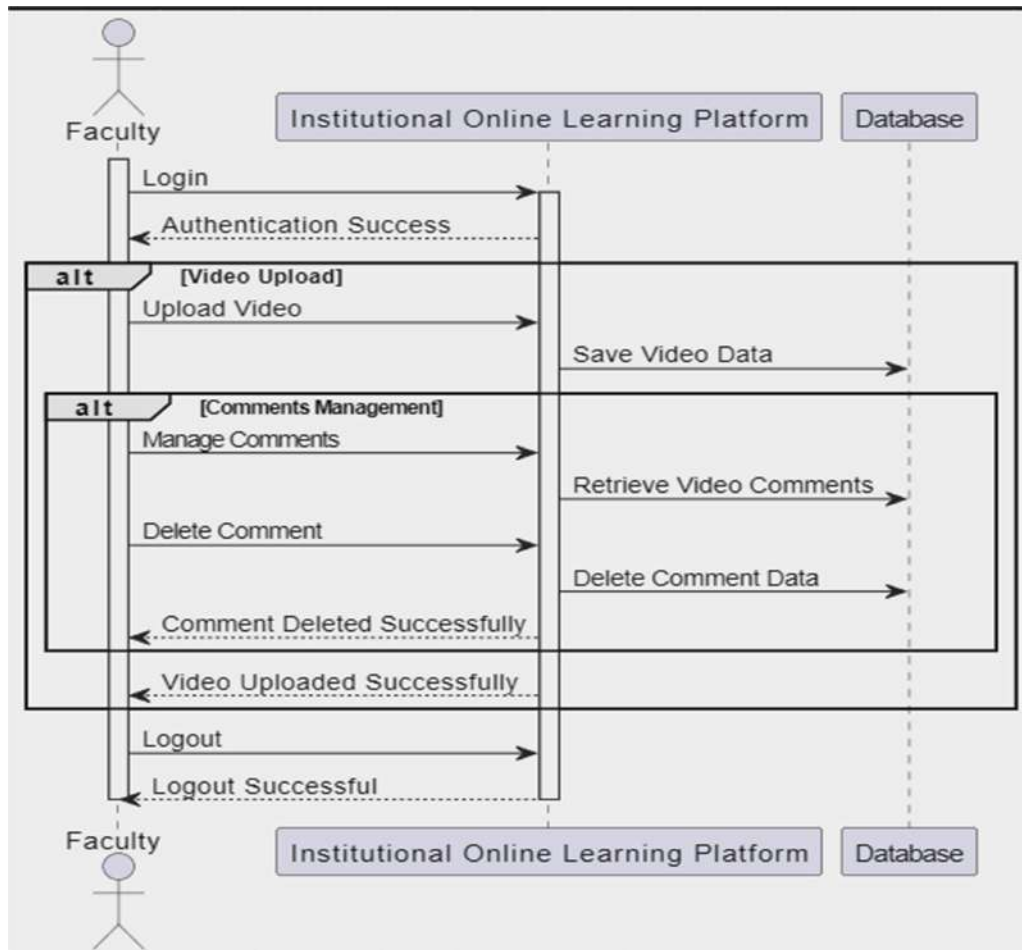 Faculty
Institutional Online Learning Platform
Database
Login
Authentication Success
alt [Video Upload]
Upload Video
Save Video Data
alt [Comments Management]
Manage Comments
Retrieve Video Comments
Delete Comment
Delete Comment Data
Comment Deleted Successfully
Video Uploaded Successfully
Logout
Logout Successful
Faculty
Institutional Online Learning Platform
Database